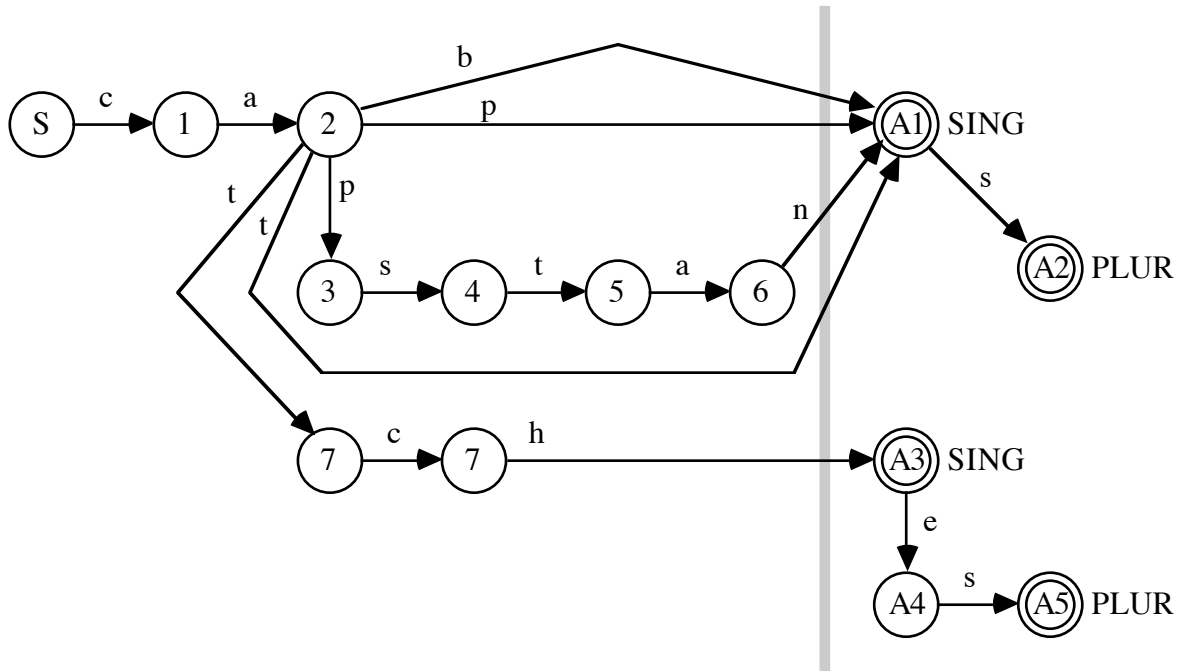 b
c a p
S 1 2 A1 SING
t t p s
n
s t a
3 4 5 6 A2 PLUR
c h
7 7 A3 SING
e
s
A4 A5 PLUR